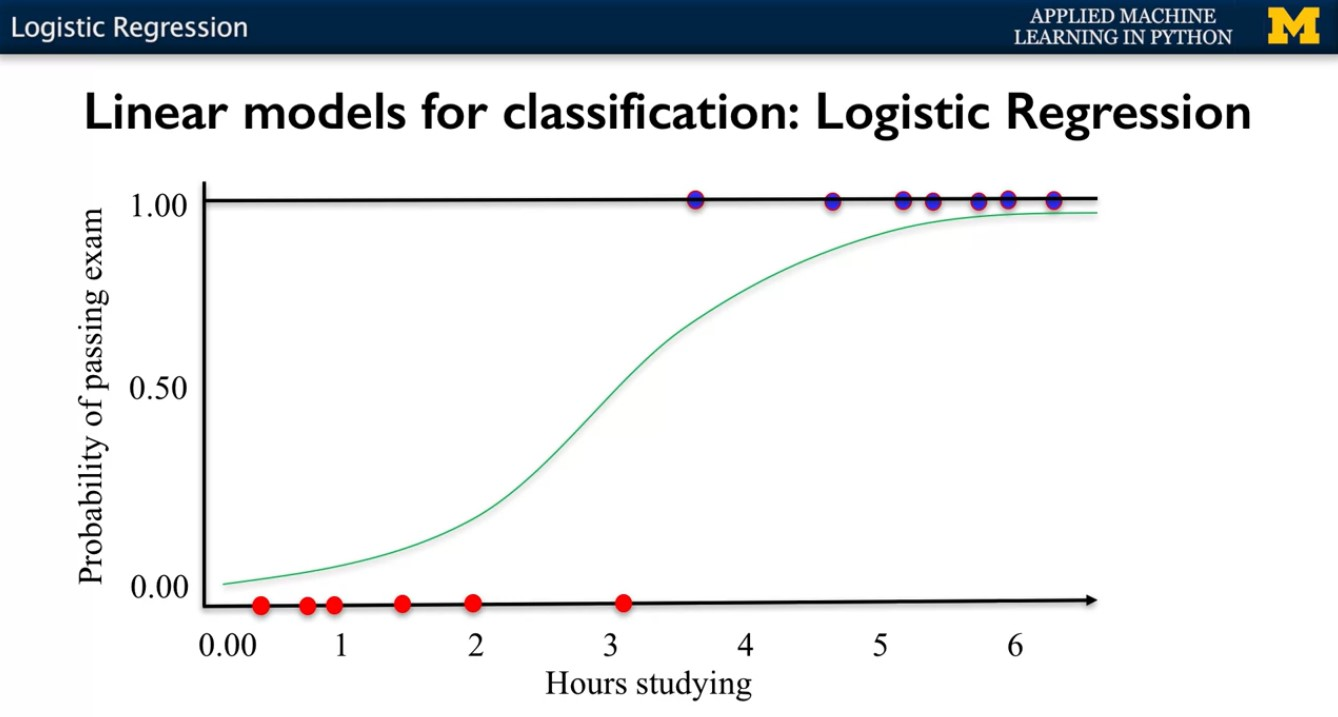 Logistic Regression
APPLIED MACHINE
LEARNING IN PYTHON
M
Linear models for classification: Logistic Regression
1.00
0.50
0.00
Probability of passing exam
0.00 1 2 3 4 5 6
Hours studying